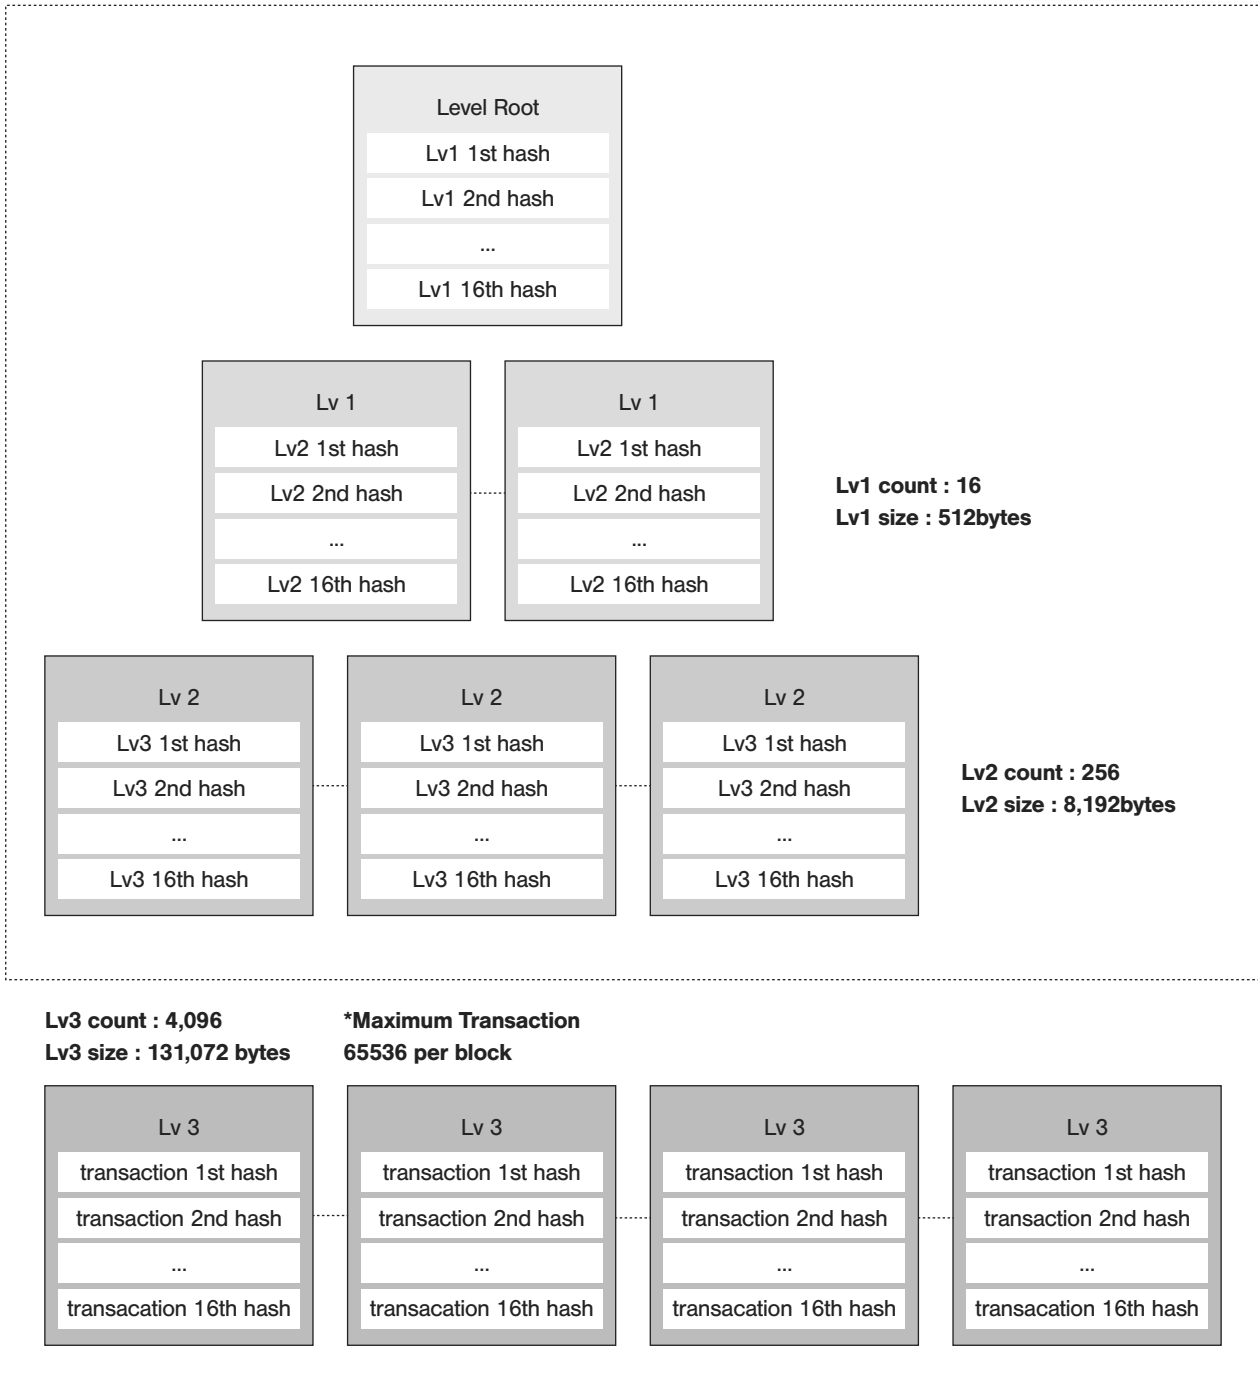 Level Root
Lv1 1st hash
Lv1 2nd hash
...
Lv1 16th hash
Lv 1
Lv2 1st hash
Lv2 2nd hash
...
Lv2 16th hash
Lv 1
Lv2 1st hash
Lv2 2nd hash
...
Lv2 16th hash
Lv1 count : 16
Lv1 size : 512bytes
Lv 2
Lv3 1st hash
Lv3 2nd hash
...
Lv3 16th hash
Lv 2
Lv3 1st hash
Lv3 2nd hash
...
Lv3 16th hash
Lv 2
Lv3 1st hash
Lv3 2nd hash
...
Lv3 16th hash
Lv2 count : 256
Lv2 size : 8,192bytes
Lv3 count : 4,096
Lv3 size : 131,072 bytes
*Maximum Transaction
65536 per block
Lv 3
transaction 1st hash
transaction 2nd hash
...
transacation 16th hash
Lv 3
transaction 1st hash
transaction 2nd hash
...
transacation 16th hash
Lv 3
transaction 1st hash
transaction 2nd hash
...
transacation 16th hash
Lv 3
transaction 1st hash
transaction 2nd hash
...
transacation 16th hash